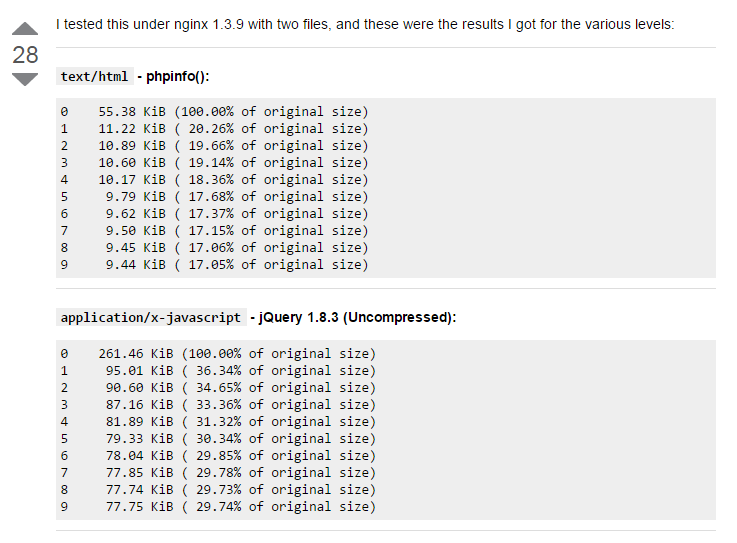 I tested this under nginx 1.3.9 with two files, and these were the results I got for the various levels:
28
text/html - phpinfo():
0    55.38 KiB (100.00% of original size)
1    11.22 KiB ( 20.26% of original size)
2    10.89 KiB ( 19.66% of original size)
3    10.60 KiB ( 19.14% of original size)
4    10.17 KiB ( 18.36% of original size)
5     9.79 KiB ( 17.68% of original size)
6     9.62 KiB ( 17.37% of original size)
7     9.50 KiB ( 17.15% of original size)
8     9.45 KiB ( 17.06% of original size)
9     9.44 KiB ( 17.05% of original size)
application/x-javascript - jQuery 1.8.3 (Uncompressed):
0    261.46 KiB (100.00% of original size)
1     95.01 KiB ( 36.34% of original size)
2     90.60 KiB ( 34.65% of original size)
3     87.16 KiB ( 33.36% of original size)
4     81.89 KiB ( 31.32% of original size)
5     79.33 KiB ( 30.34% of original size)
6     78.04 KiB ( 29.85% of original size)
7     77.85 KiB ( 29.78% of original size)
8     77.74 KiB ( 29.73% of original size)
9     77.75 KiB ( 29.74% of original size)